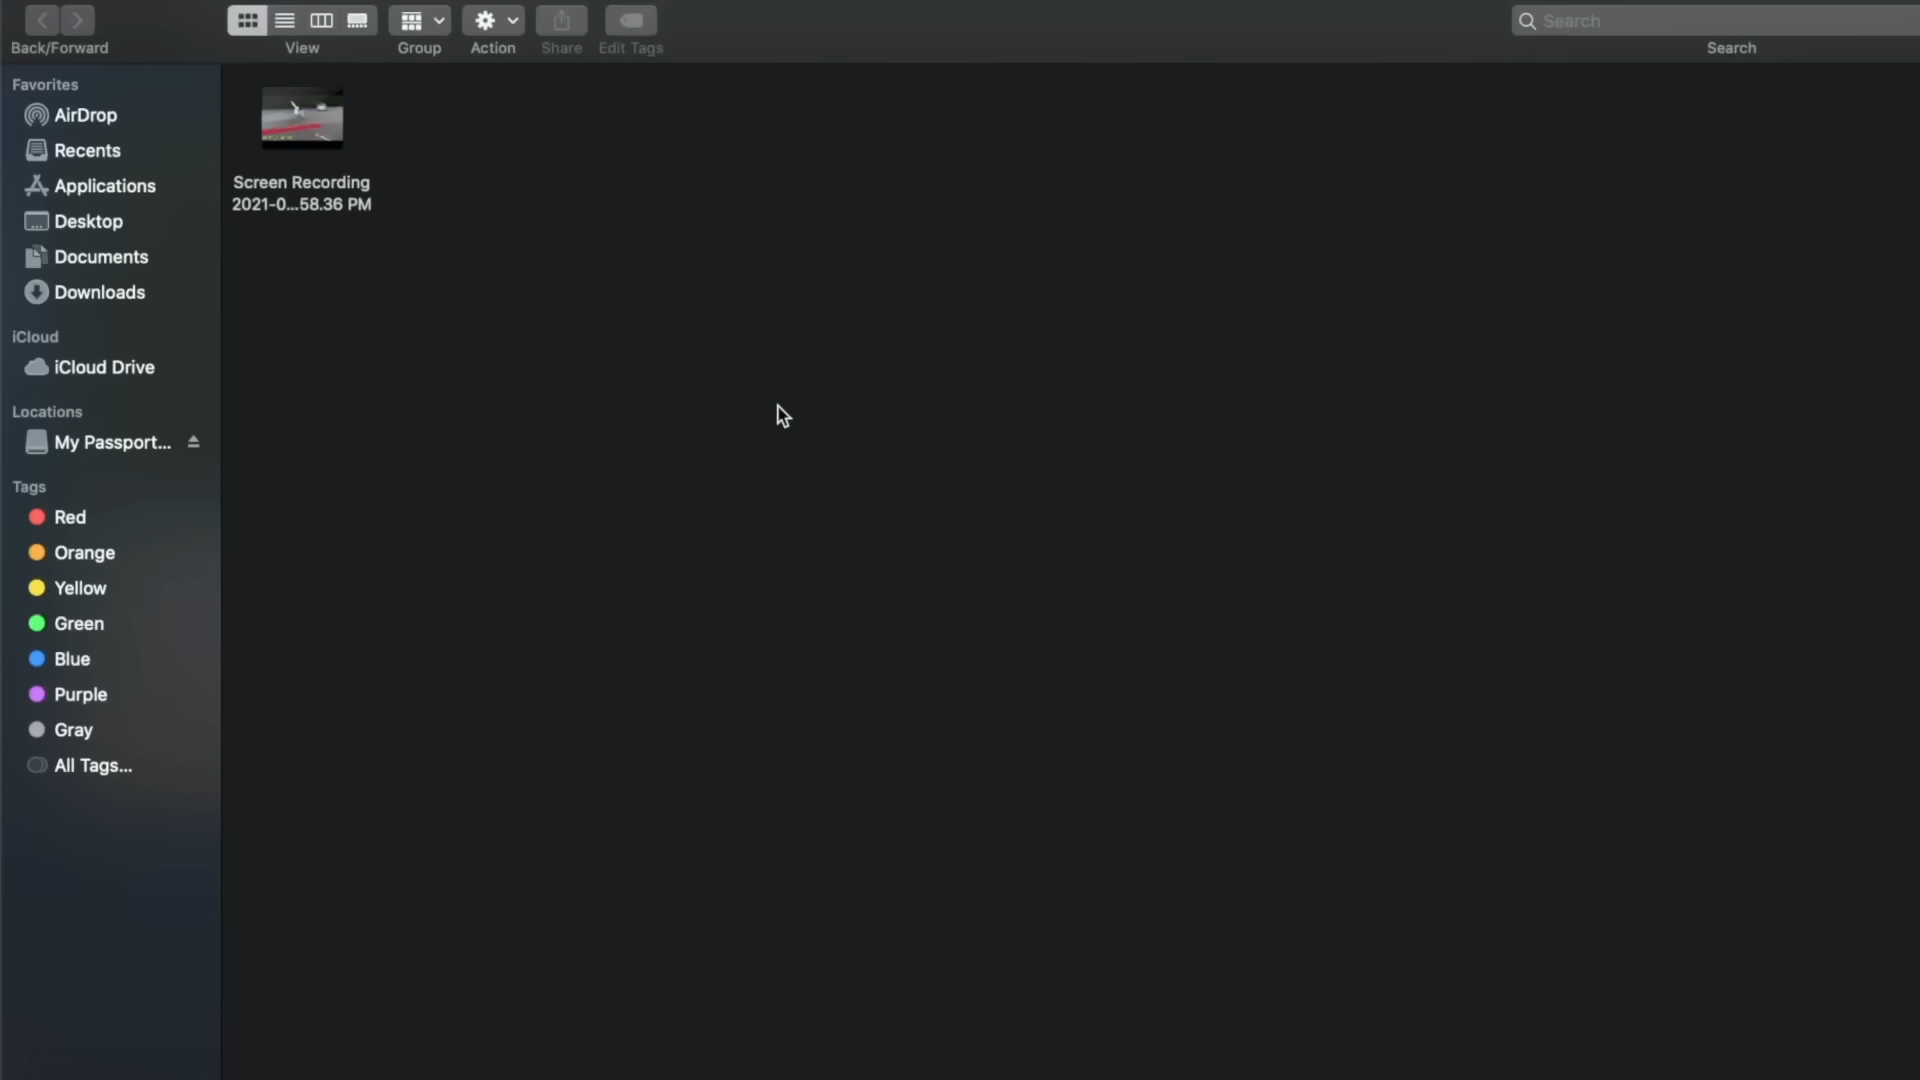 Back/Forward
View
Group
Action
Share
Edit Tags
Search
Search
Favorites
AirDrop
Recents
Applications
Desktop
Documents
Downloads
iCloud
iCloud Drive
Locations
My Passport...
Tags
Red
Orange
Yellow
Green
Blue
Purple
Gray
All Tags...
Screen Recording
2021-0...58.36 PM